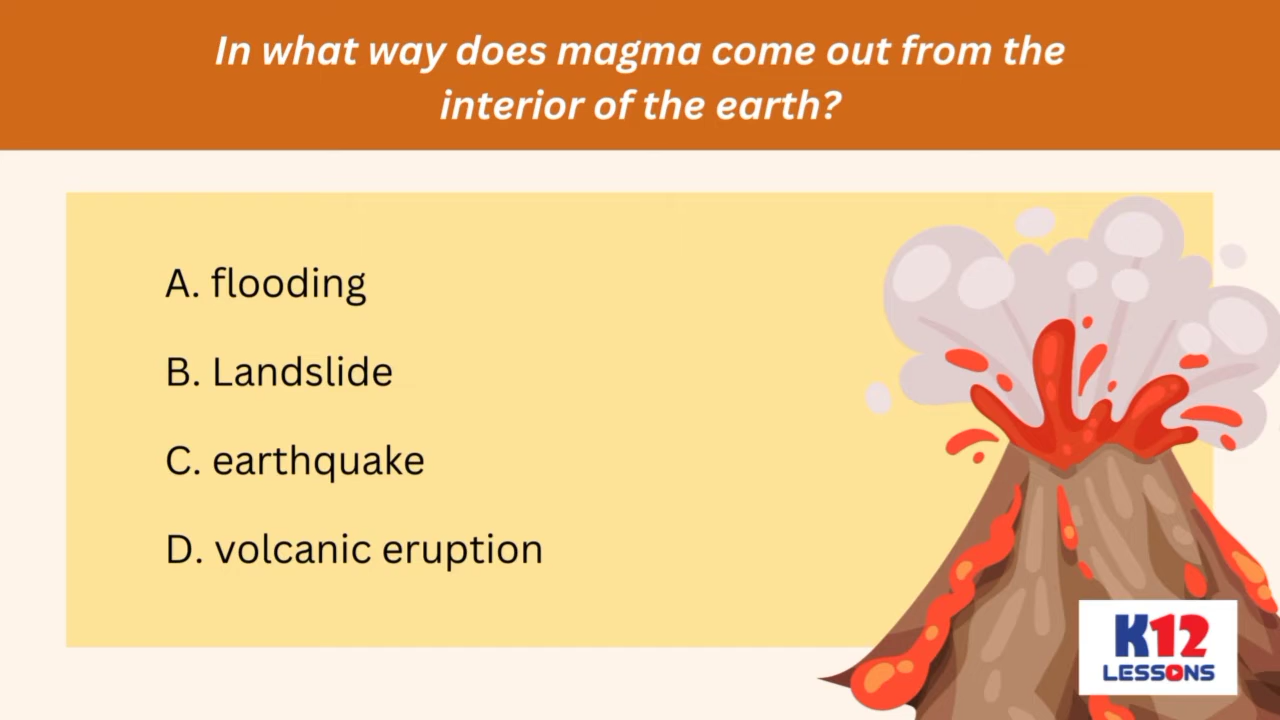 In what way does magma come out from the
interior of the earth?
A. flooding
B. Landslide
C. earthquake
D. volcanic eruption
K12
LESSONS